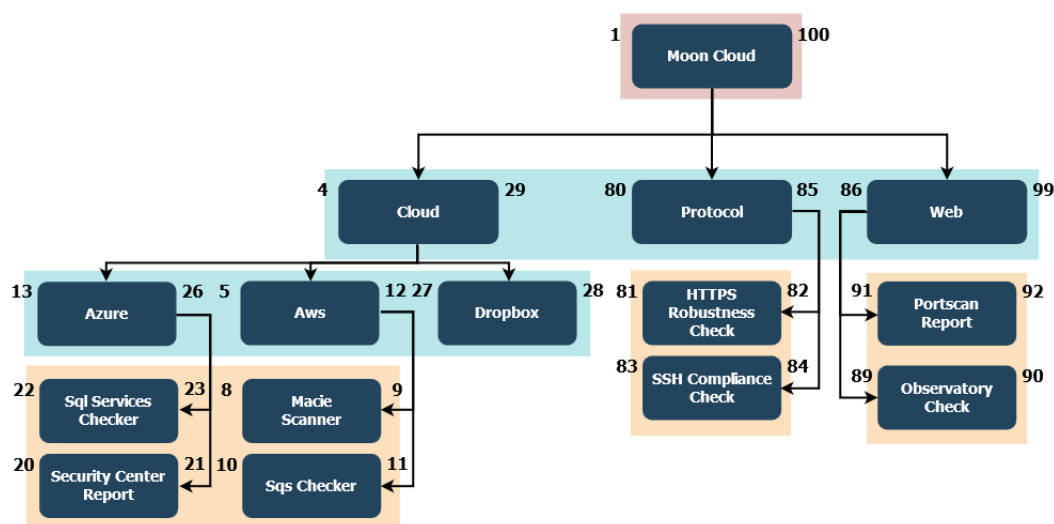 1 Moon Cloud 100
4 Cloud 29
80 Protocol 85
86 Web 99
13 Azure 26
5 Aws 12
27 Dropbox 28
81 HTTPS 82
Robustness
Check
83 SSH Compliance 84
Check
91 Portscan 92
Report
89 Observatory 90
Check
22 Sql Services 23
Checker
20 Security Center 21
Report
8 Macie 9
Scanner
10 Sqs Checker 11